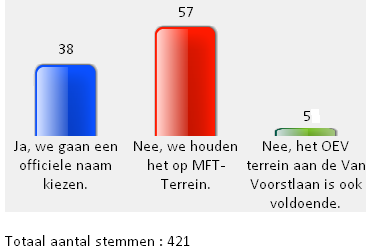 57
38
5
Ja, we gaan een
officiele naam
kiezen.
Nee, we houden
het op MFT-
Terrein.
Nee, het OEV
terrein aan de Van
Voorstlaan is ook
voldoende.
Totaal aantal stemmen : 421